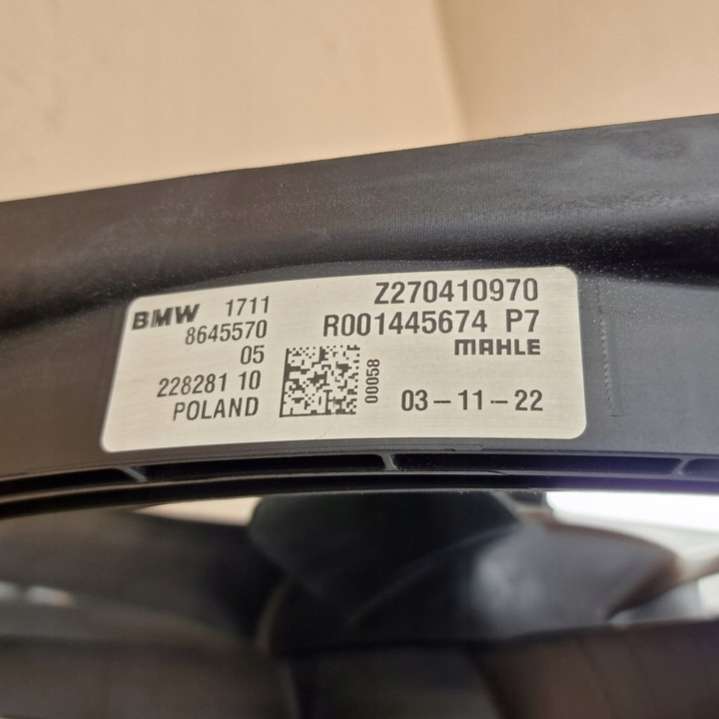 BMW 1711
8645570
05
228281 10
POLAND
00058
Z270410970
R001445674 P7
MAHLE
03-11-22